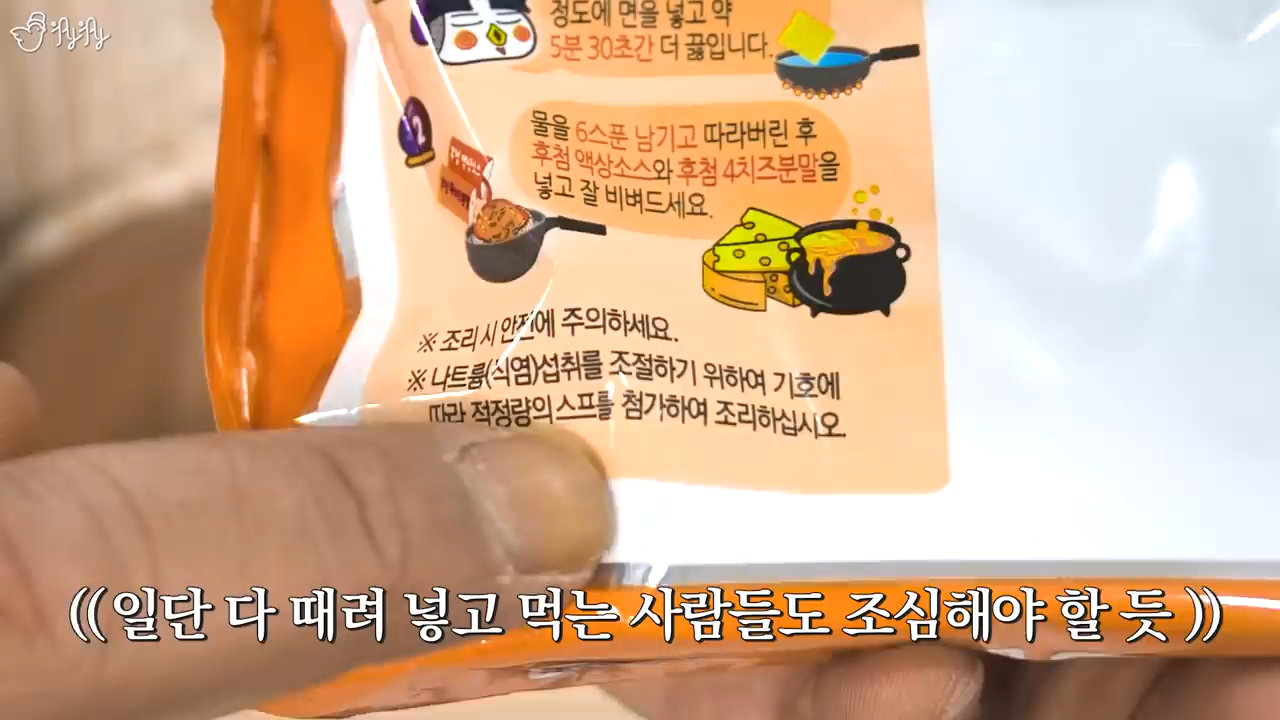 정도에 면을 넣고 약
5분 30초간 더 끓입니다.
2
물을 6스푼 남기고 따라버린 후
후첨 액상소스와 후첨 4치즈분말을
넣고 잘 비벼드세요.
※ 조리 시 안전에 주의하세요.
※ 나트륨(식염)섭취를 조절하기 위하여 기호에
따라 적정량의 스프를 첨가하여 조리하십시오.
((일단 다 때려 넣고 먹는 사람들도 조심해야 할 듯))